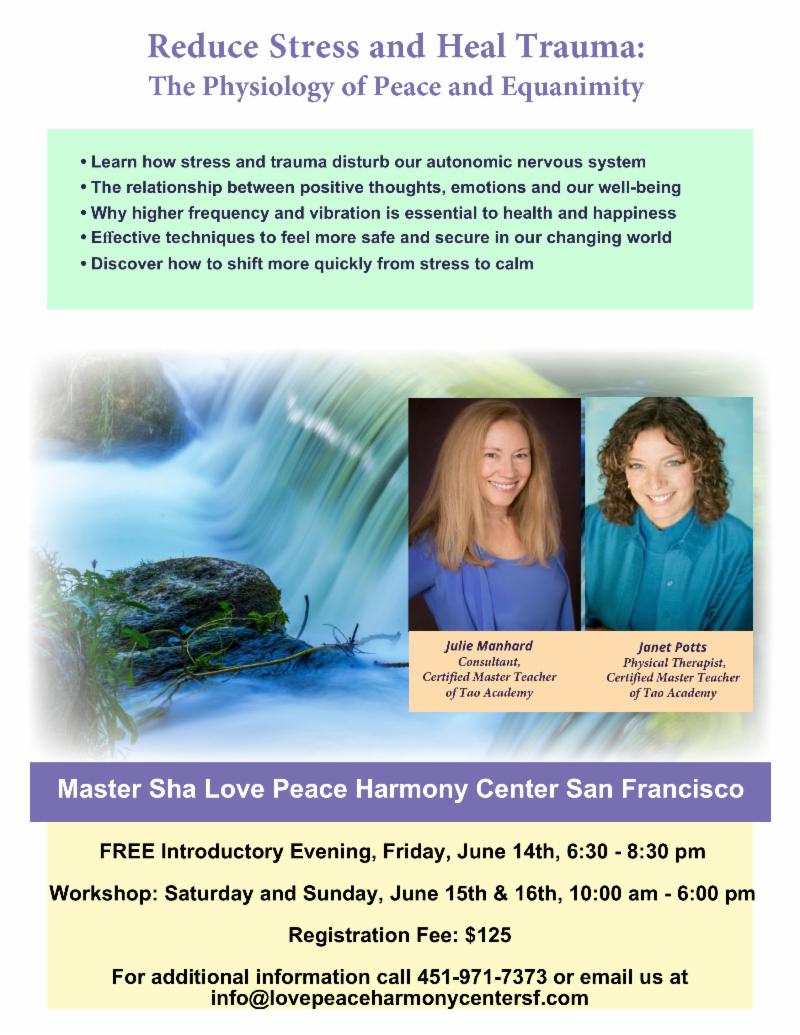 Reduce Stress and Heal Trauma:
The Physiology of Peace and Equanimity
• Learn how stress and trauma disturb our autonomic nervous system
• The relationship between positive thoughts, emotions and our well-being
• Why higher frequency and vibration is essential to health and happiness
• Effective techniques to feel more safe and secure in our changing world
• Discover how to shift more quickly from stress to calm
Julie Manhard
Consultant,
Certified Master Teacher
of Tao Academy
Janet Potts
Physical Therapist,
Certified Master Teacher
of Tao Academy
Master Sha Love Peace Harmony Center San Francisco
FREE Introductory Evening, Friday, June 14th, 6:30 - 8:30 pm
Workshop: Saturday and Sunday, June 15th & 16th, 10:00 am - 6:00 pm
Registration Fee: $125
For additional information call 451-971-7373 or email us at
info@lovepeaceharmonycentersf.com